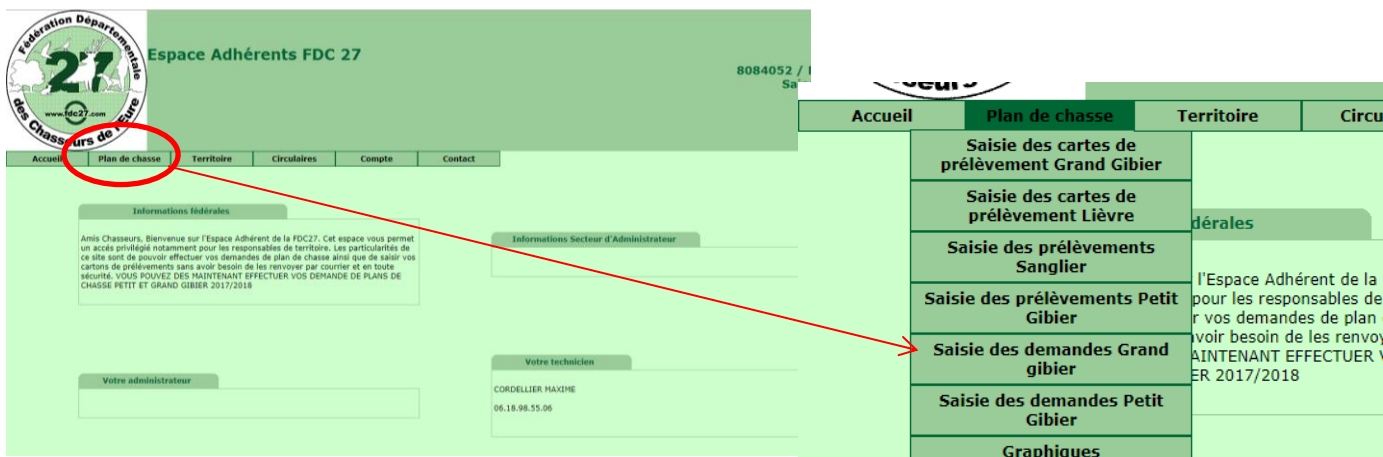 Fédération Départementale
27
www.fdc27.com
des Chasseurs de l'Eure
Espace Adhérents FDC 27
8084052 /
Accueil
Plan de chasse
Territoire
Circulaires
Compte
Contact
Informations fédérales
Amis Chasseurs, Bienvenue sur l'Espace Adhérent de la FDC27. Cet espace vous permet
un accés privilégié notamment pour les responsables de territoire. Les particularités de
ce site sont de pouvoir effectuer vos demandes de plan de chasse ainsi que de saisir vos
cartons de prélèvements sans avoir besoin de les renvoyer par courrier et en toute
sécurité. VOUS POUVEZ DES MAINTENANT EFFECTUER VOS DEMANDE DE PLANS DE
CHASSE PETIT ET GRAND GIBIER 2017/2018
Informations Secteur d'Administrateur
Votre administrateur
Votre technicien
CORDELLIER MAXIME
06.18.98.55.06
Accueil
Plan de chasse
Territoire
Circu
Saisie des cartes de
prélèvement Grand Gibier
Saisie des cartes de
prélèvement Lièvre
Saisie des prélèvements
Sanglier
Saisie des prélèvements Petit
Gibier
Saisie des demandes Grand
gibier
Saisie des demandes Petit
Gibier
Graphiques
dérales
l'Espace Adhérent de la
pour les responsables de
r vos demandes de plan
avoir besoin de les renvoy
AINTENANT EFFECTUER
ER 2017/2018